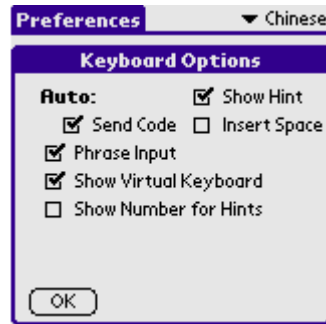 Preferences
Chinese
Keyboard Options
Auto:
Show Hint
Send Code
Insert Space
Phrase Input
Show Virtual Keyboard
Show Number for Hints
OK